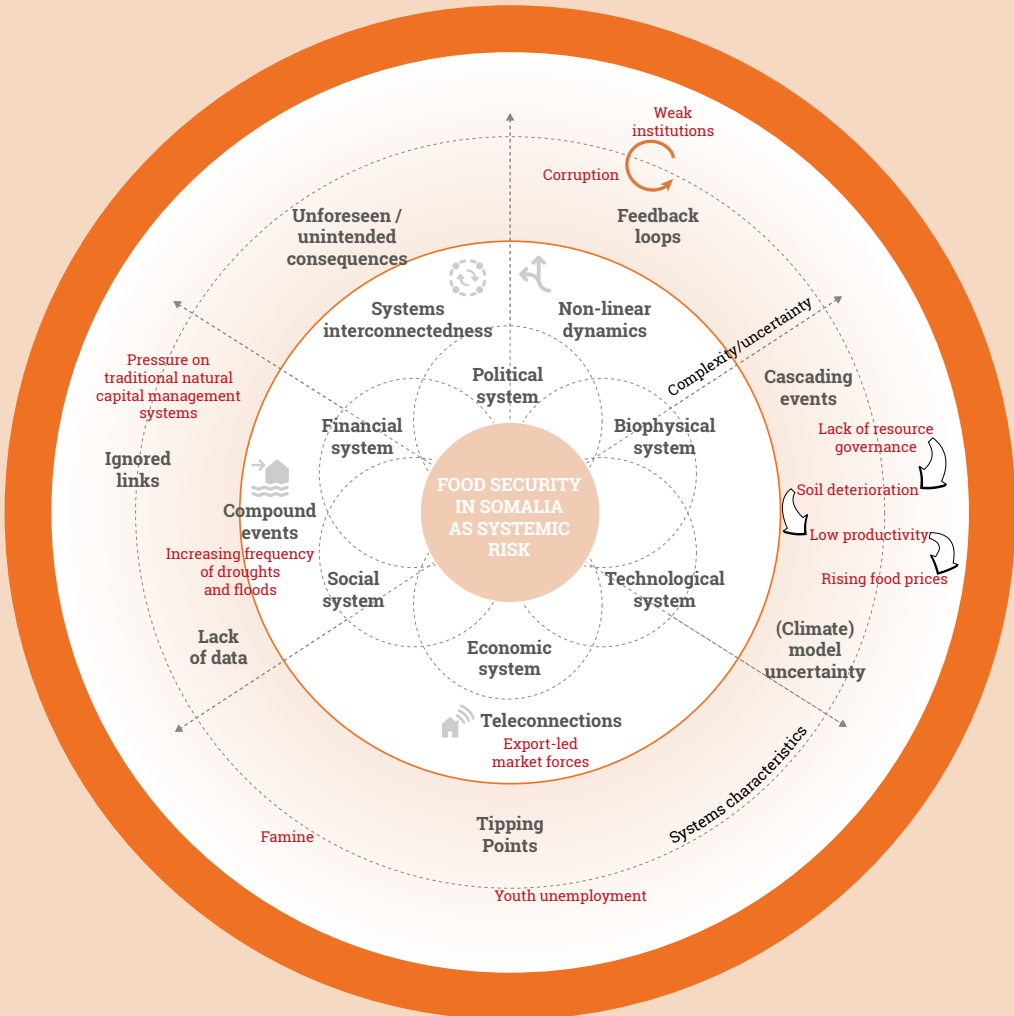 Weak
institutions
Corruption
Feedback
loops
Unforeseen /
unintended
consequences
Systems
interconnectedness
Non-linear
dynamics
Complexity/uncertainty
Pressure on
traditional natural
capital management
systems
Political
system
Cascading
events
Financial
system
Biophysical
system
Lack of resource
governance
Ignored
links
FOOD SECURITY
IN SOMALIA
AS SYSTEMIC
RISK
Soil deterioration
Compound
events
Low productivity
Increasing frequency
of droughts
and floods
Social
system
Technological
system
Rising food prices
Lack
of data
(Climate)
model
uncertainty
Economic
system
Teleconnections
Export-led
market forces
Systems characteristics
Tipping
Points
Famine
Youth unemployment